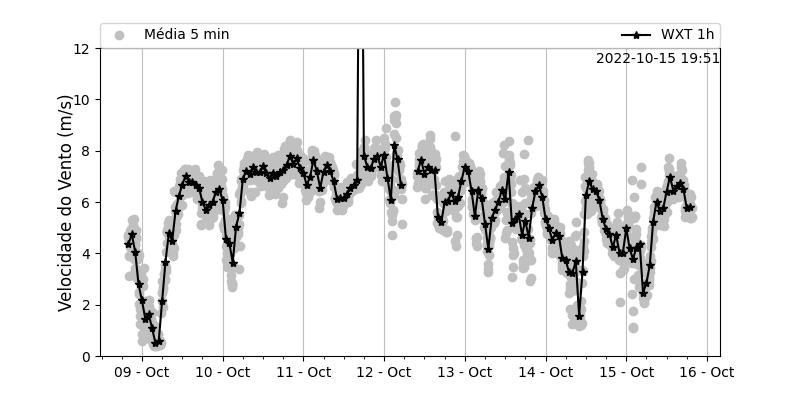 Média 5 min
WXT 1h
2022-10-15 19:51
Velocidade do Vento (m/s)
12
10
8
6
4
2
0
09 - Oct
10 - Oct
11 - Oct
12 - Oct
13 - Oct
14 - Oct
15 - Oct
16 - Oct